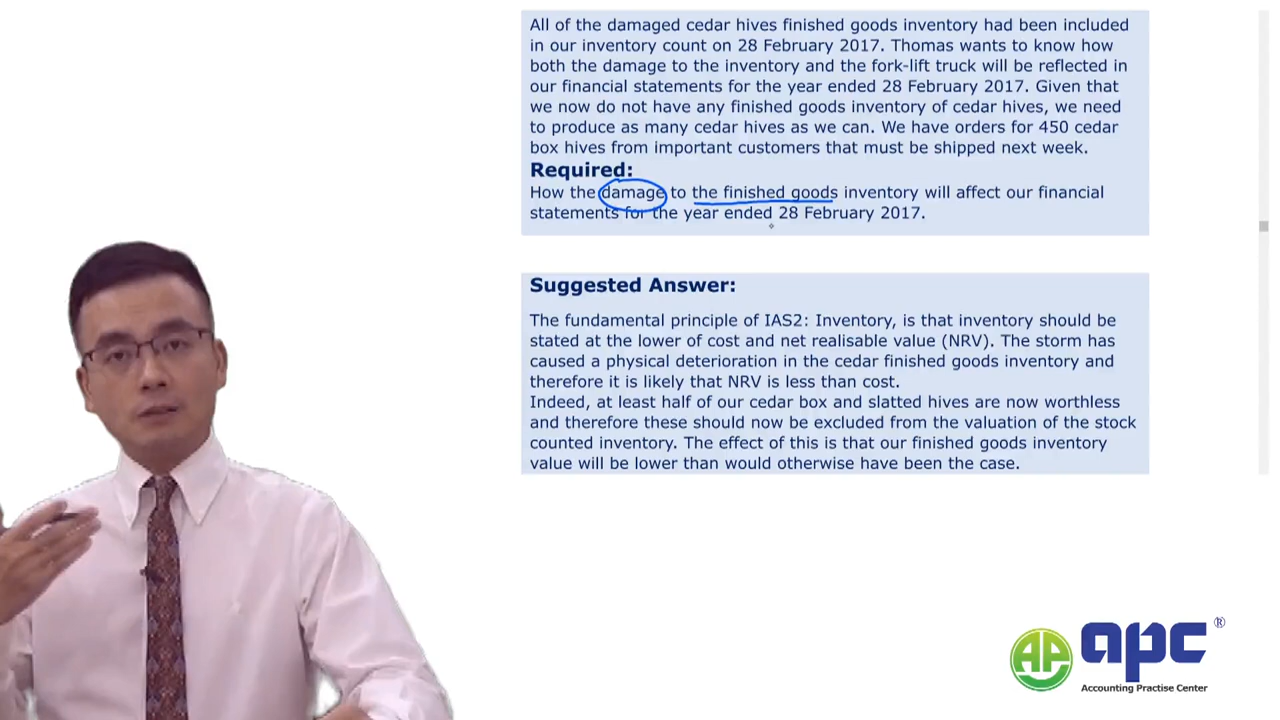 All of the damaged cedar hives finished goods inventory had been included
in our inventory count on 28 February 2017. Thomas wants to know how
both the damage to the inventory and the fork-lift truck will be reflected in
our financial statements for the year ended 28 February 2017. Given that
we now do not have any finished goods inventory of cedar hives, we need
to produce as many cedar hives as we can. We have orders for 450 cedar
box hives from important customers that must be shipped next week.
Required:
How the damage to the finished goods inventory will affect our financial
statements for the year ended 28 February 2017.
Suggested Answer:
The fundamental principle of IAS2: Inventory, is that inventory should be
stated at the lower of cost and net realisable value (NRV). The storm has
caused a physical deterioration in the cedar finished goods inventory and
therefore it is likely that NRV is less than cost.
Indeed, at least half of our cedar box and slatted hives are now worthless
and therefore these should now be excluded from the valuation of the stock
counted inventory. The effect of this is that our finished goods inventory
value will be lower than would otherwise have been the case.
AP apc ®
Accounting Practise Center